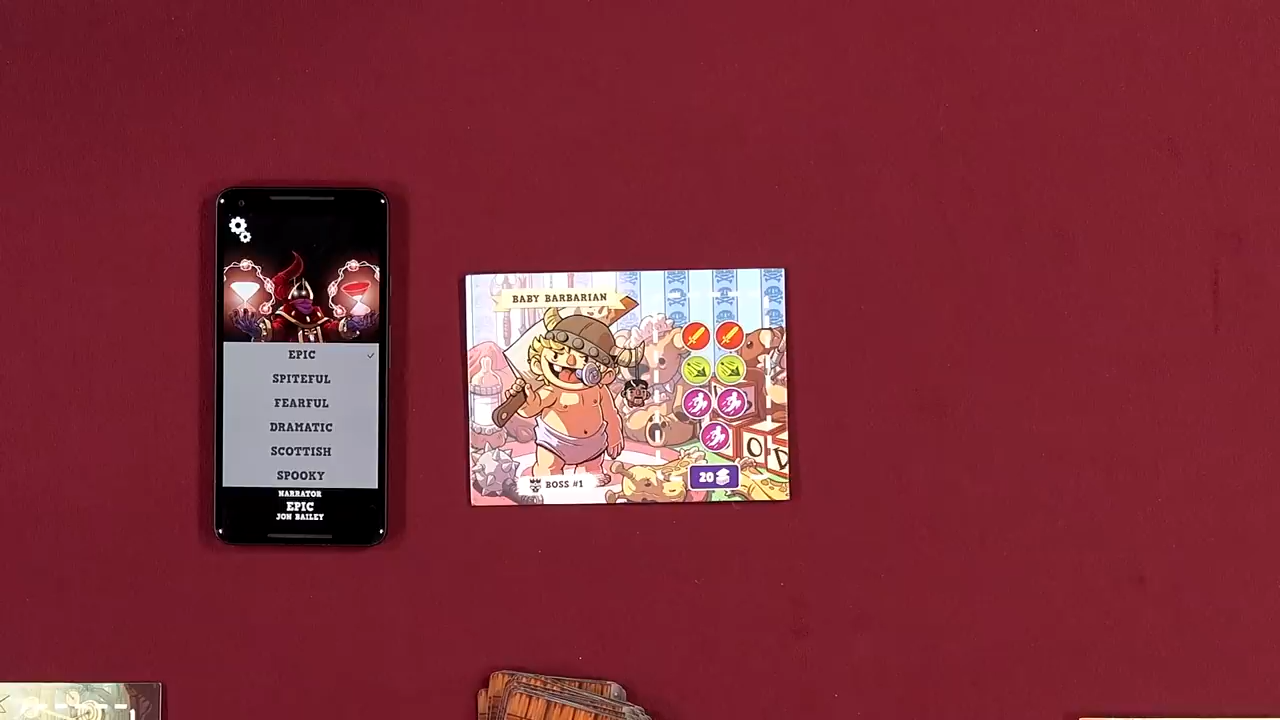 EPIC
SPITEFUL
FEARFUL
DRAMATIC
SCOTTISH
SPOOKY
NARRATOR
EPIC
JON BAILEY
BABY BARBARIAN
BOSS #1
20
O D